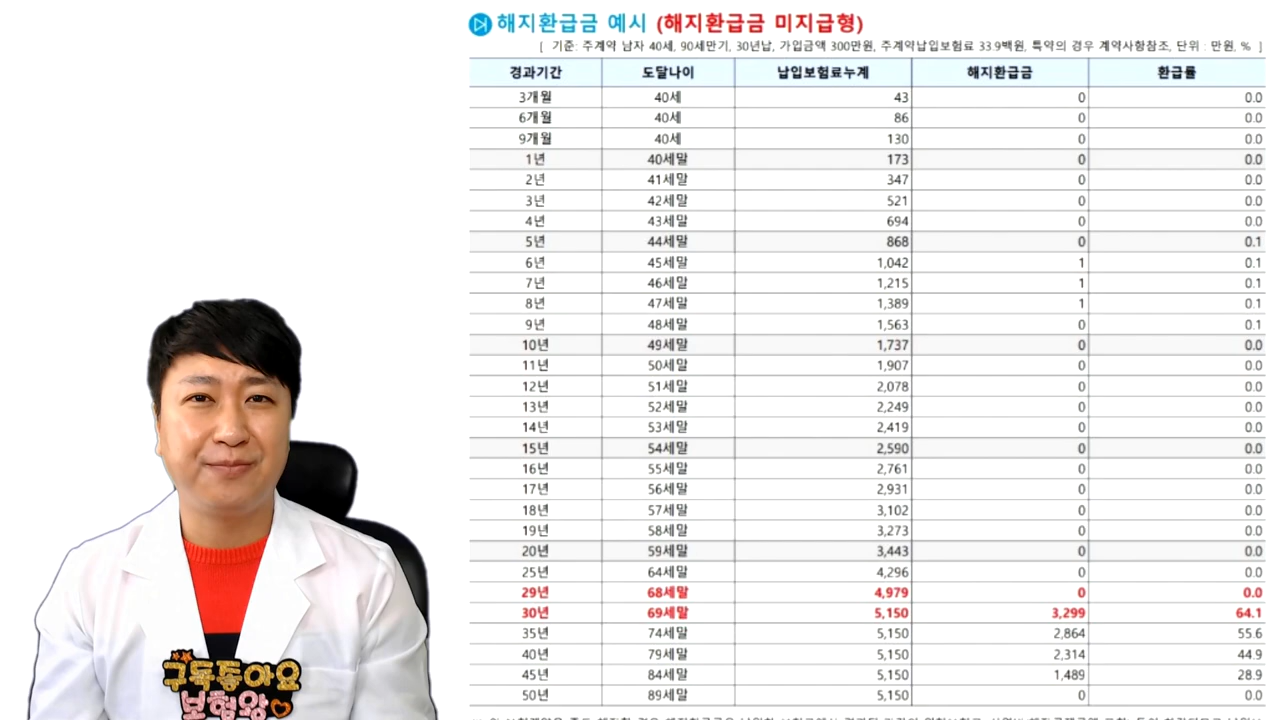 해지환급금 예시 (해지환급금 미지급형)
[ 기준: 주계약 남자 40세, 90세만기, 30년납, 가입금액 300만원, 주계약납입보험료 33.9백원, 특약의 경우 계약사항참조, 단위 : 만원, % ]
경과기간 도달나이 납입보험료누계 해지환급금 환급률
3개월 40세 43 0 0.0
6개월 40세 86 0 0.0
9개월 40세 130 0 0.0
1년 40세말 173 0 0.0
2년 41세말 347 0 0.0
3년 42세말 521 0 0.0
4년 43세말 694 0 0.0
5년 44세말 868 0 0.1
6년 45세말 1,042 1 0.1
7년 46세말 1,215 1 0.1
8년 47세말 1,389 1 0.1
9년 48세말 1,563 0 0.1
10년 49세말 1,737 0 0.0
11년 50세말 1,907 0 0.0
12년 51세말 2,078 0 0.0
13년 52세말 2,249 0 0.0
14년 53세말 2,419 0 0.0
15년 54세말 2,590 0 0.0
16년 55세말 2,761 0 0.0
17년 56세말 2,931 0 0.0
18년 57세말 3,102 0 0.0
19년 58세말 3,273 0 0.0
20년 59세말 3,443 0 0.0
25년 64세말 4,296 0 0.0
29년 68세말 4,979 0 0.0
30년 69세말 5,150 3,299 64.1
35년 74세말 5,150 2,864 55.6
40년 79세말 5,150 2,314 44.9
45년 84세말 5,150 1,489 28.9
50년 89세말 5,150 0 0.0
구독좋아요
보험왕